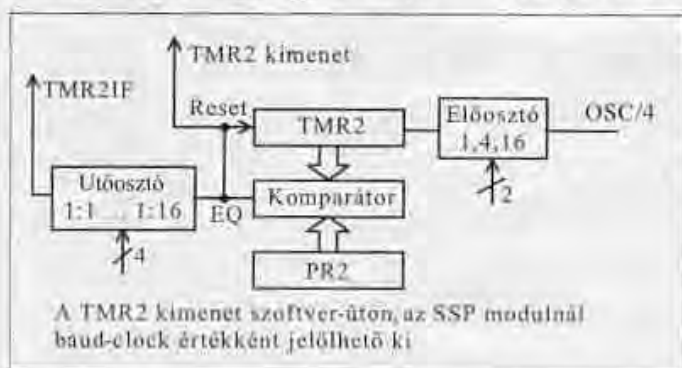 TMR2 kimenet
TMR2IF
Reset
TMR2
Előosztó
1,4,16
OSC/4
2
Utóosztó
1:1 ... 1:16
4
EQ
Komparátor
PR2
A TMR2 kimenet szoftver-úton, az SSP modulnál
baud-clock értékként jelölhető ki